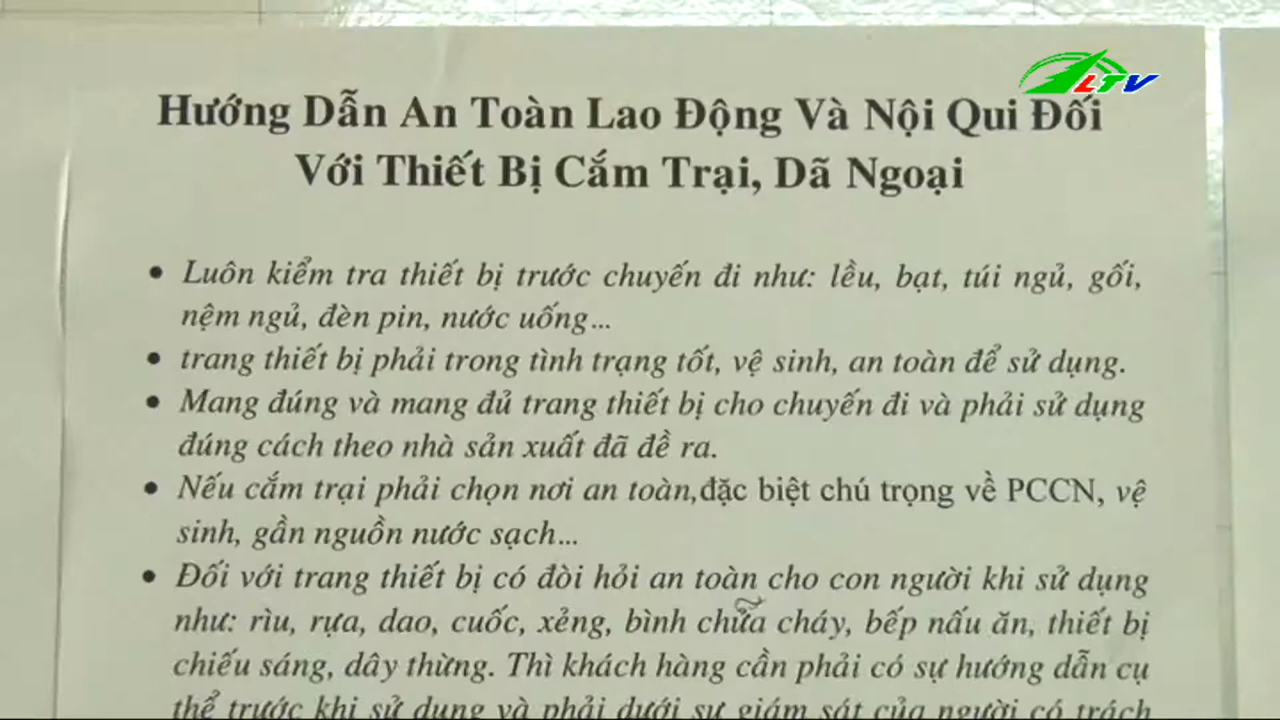 LTV
Hướng Dẫn An Toàn Lao Động Và Nội Qui Đối
Với Thiết Bị Cắm Trại, Dã Ngoại
• Luôn kiểm tra thiết bị trước chuyến đi như: lều, bạt, túi ngủ, gối,
nệm ngủ, đèn pin, nước uống...
• trang thiết bị phải trong tình trạng tốt, vệ sinh, an toàn để sử dụng.
• Mang đúng và mang đủ trang thiết bị cho chuyến đi và phải sử dụng
đúng cách theo nhà sản xuất đã đề ra.
• Nếu cắm trại phải chọn nơi an toàn,đặc biệt chú trọng về PCCN, vệ
sinh, gần nguồn nước sạch...
• Đối với trang thiết bị có đòi hỏi an toàn cho con người khi sử dụng
như: rìu, rựa, dao, cuốc, xẻng, bình chữa cháy, bếp nấu ăn, thiết bị
chiếu sáng, dây thừng. Thì khách hàng cần phải có sự hướng dẫn cụ
thể trước khi sử dụng và phải dưới sự giám sát của người có trách